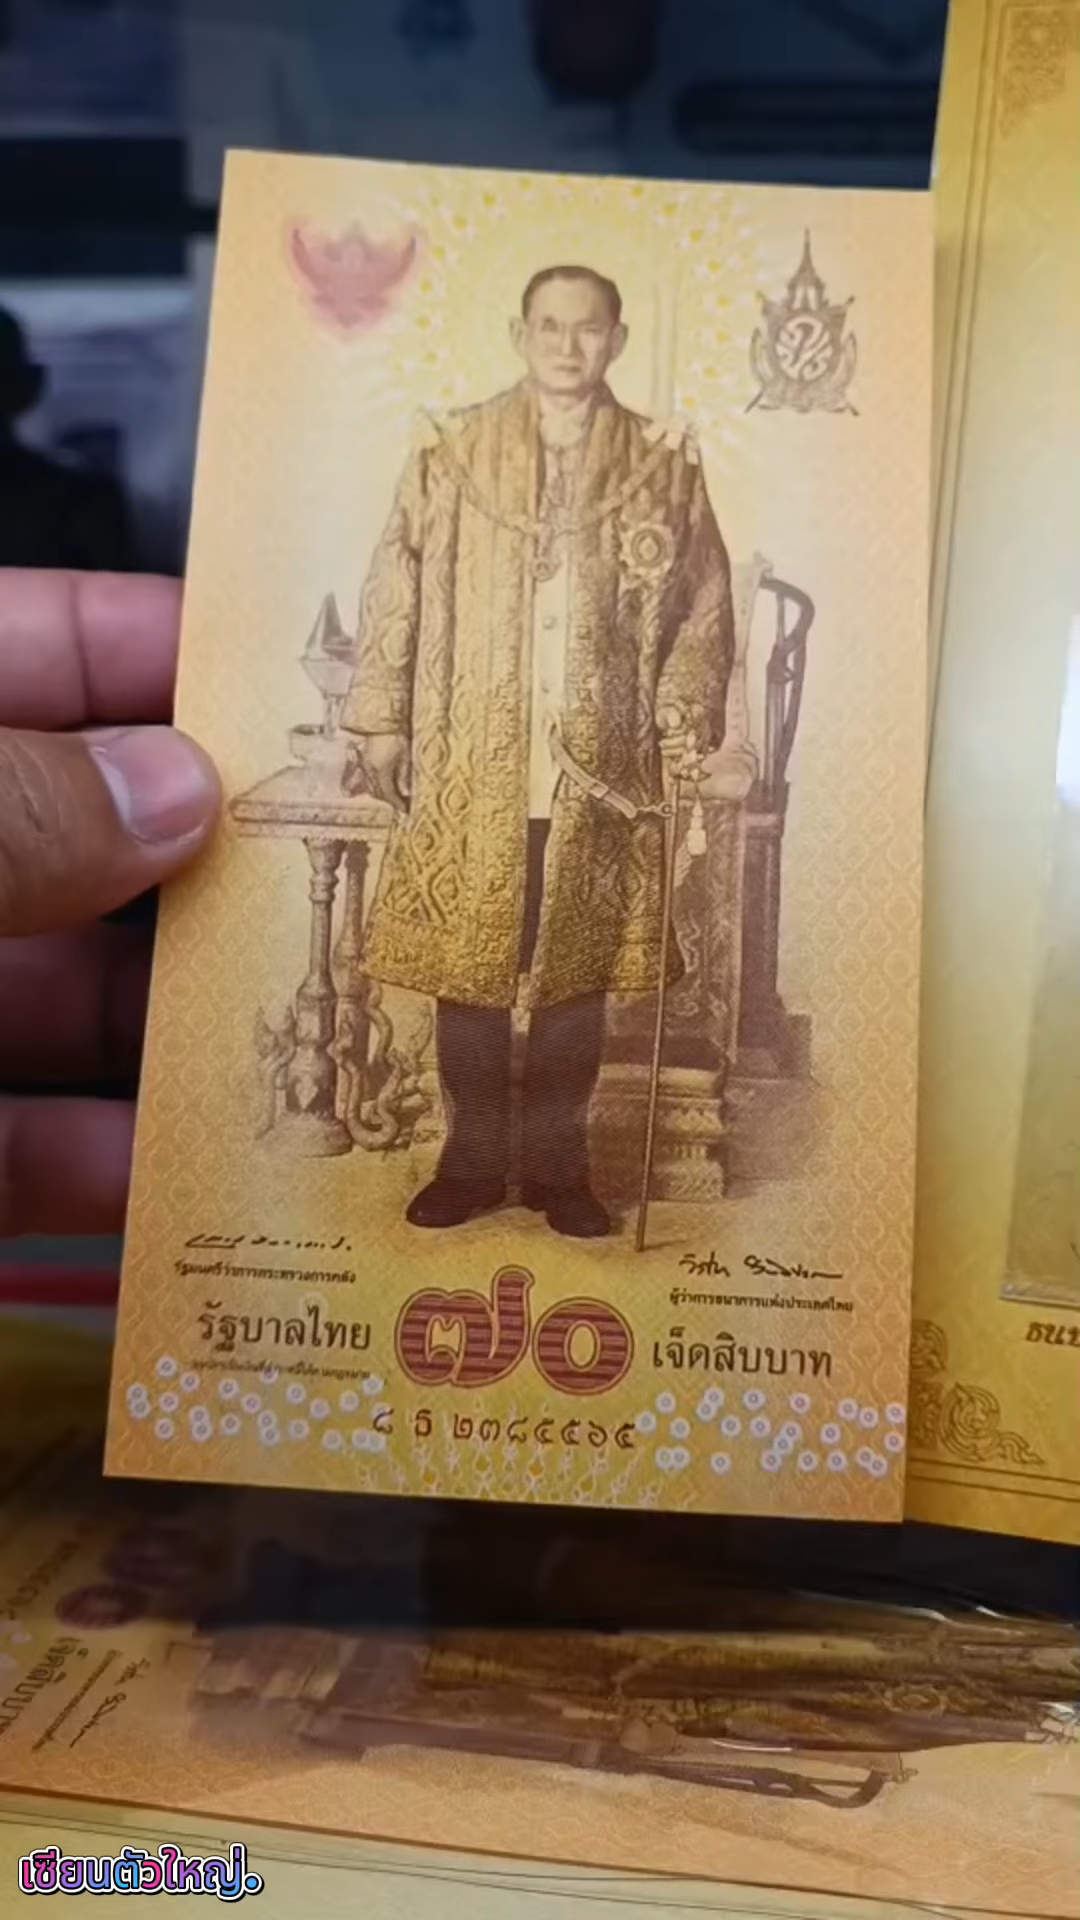 รัฐมนตรีว่าการกระทรวงการคลัง
ผู้ว่าการธนาคารแห่งประเทศไทย
รัฐบาลไทย ๗๐ เจ็ดสิบบาท
๘ ธ ๒๓๘๔๕๖๕
เซียนตัวใหญ่.